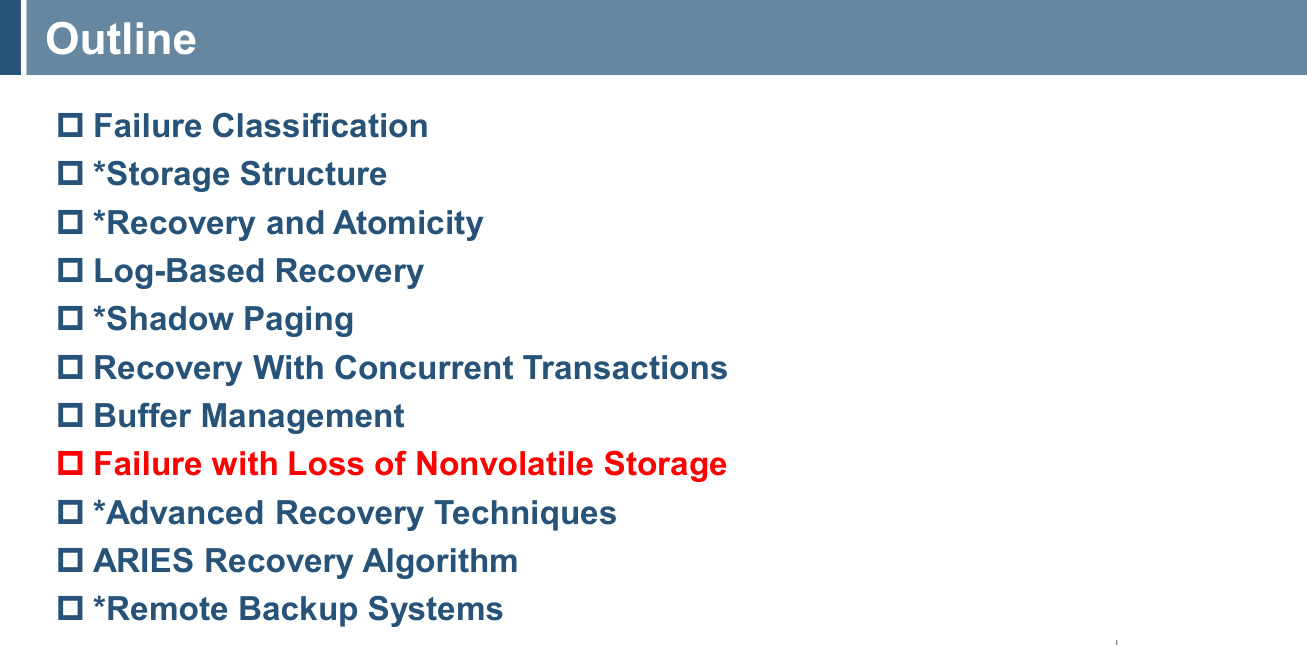 Outline
Failure Classification
*Storage Structure
*Recovery and Atomicity
Log-Based Recovery
*Shadow Paging
Recovery With Concurrent Transactions
Buffer Management
Failure with Loss of Nonvolatile Storage
*Advanced Recovery Techniques
ARIES Recovery Algorithm
*Remote Backup Systems